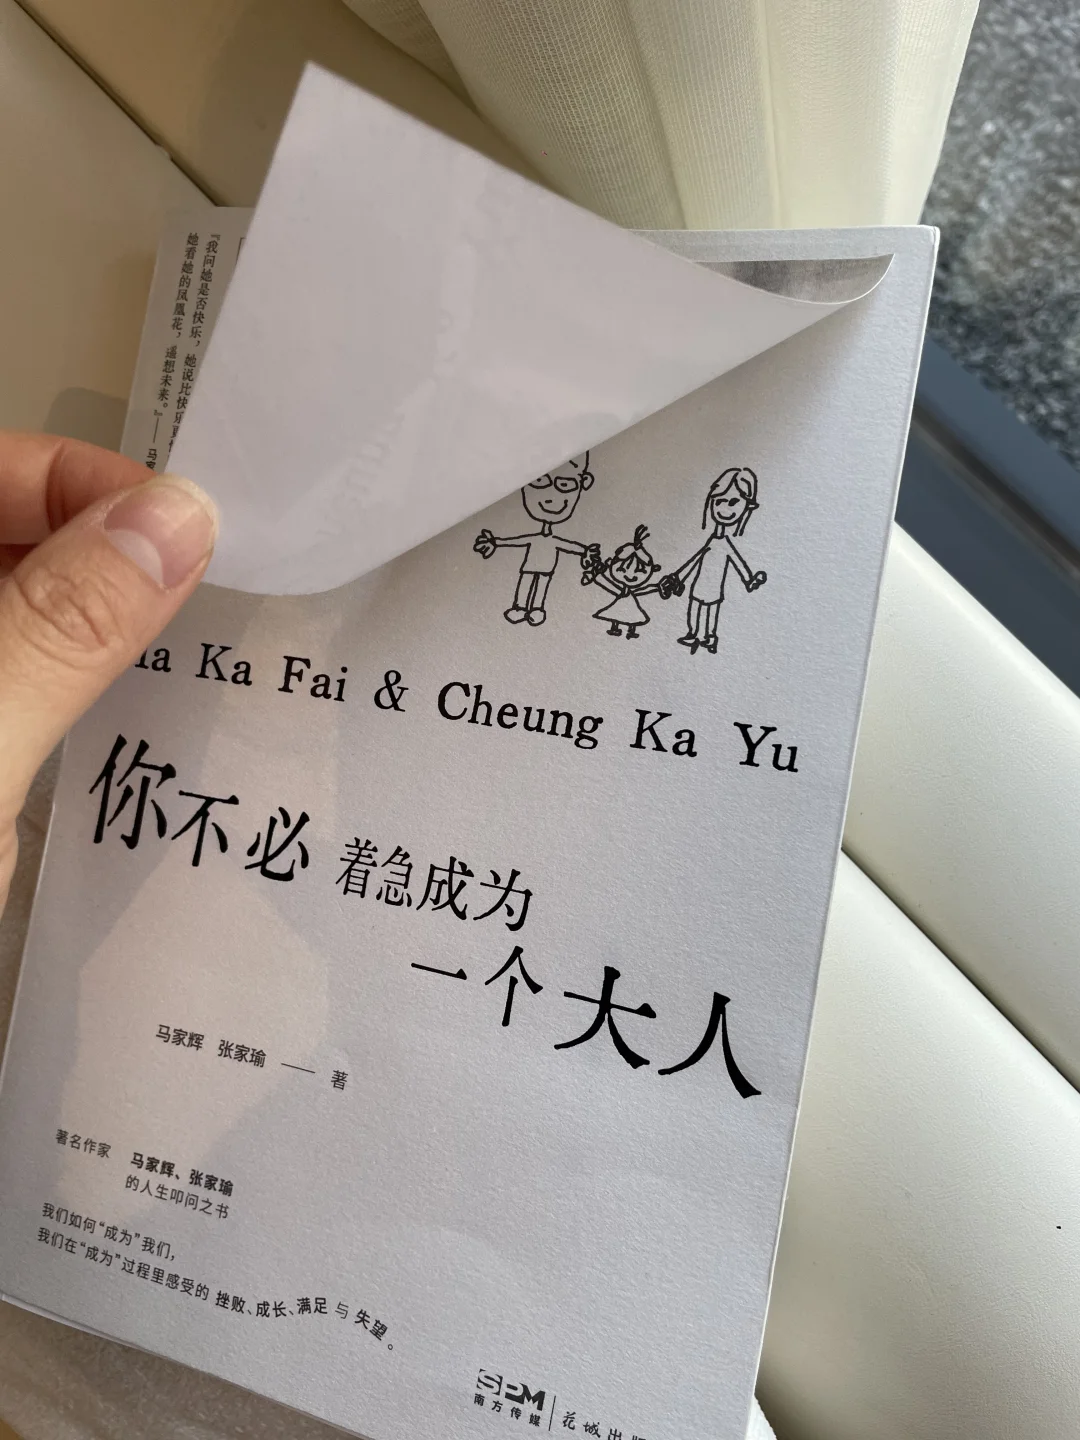 『我问她是否快乐，她说比快乐更
她看她的凤凰花，遥想未来。』——马家
Ka Fai & Cheung Ka Yu
你不必着急成为
一个大人
马家辉 张家瑜 —— 著
著名作家 马家辉、张家瑜
的人生叩问之书
我们如何“成为”我们，
我们在“成为”过程里感受的 挫败、成长、满足 与 失望。
SPM
南方传媒
花城出版